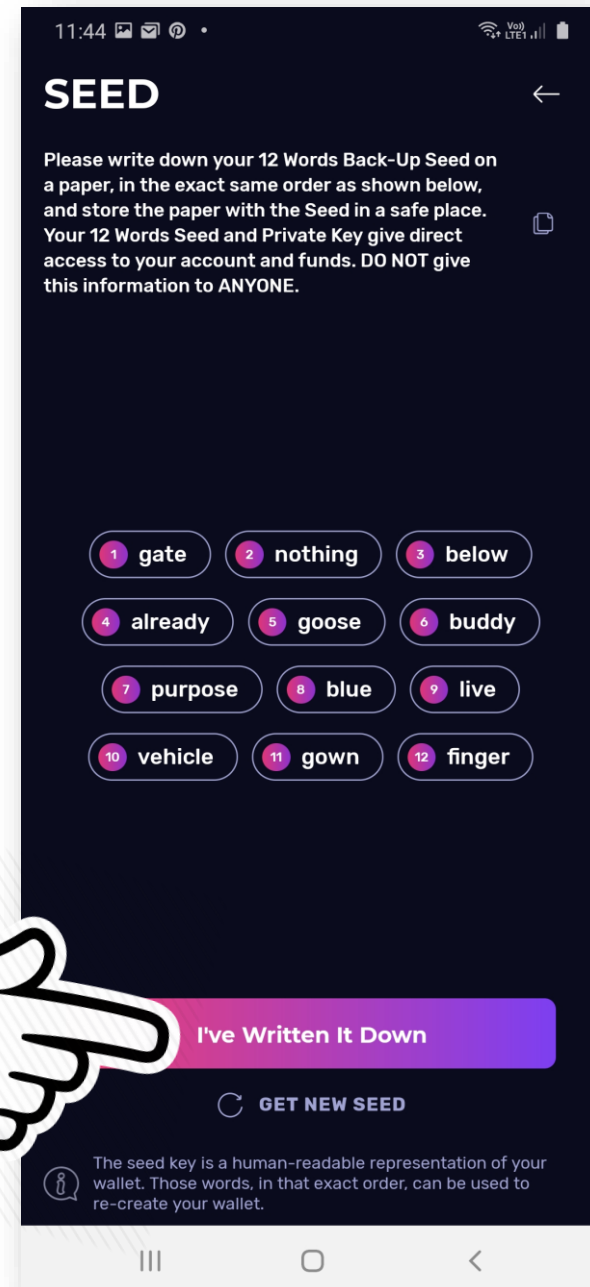 11:44
Vo)) LTE1
SEED
Please write down your 12 Words Back-Up Seed on
a paper, in the exact same order as shown below,
and store the paper with the Seed in a safe place.
Your 12 Words Seed and Private Key give direct
access to your account and funds. DO NOT give
this information to ANYONE.
1 gate 2 nothing 3 below
4 already 5 goose 6 buddy
7 purpose 8 blue 9 live
10 vehicle 11 gown 12 finger
I've Written It Down
GET NEW SEED
The seed key is a human-readable representation of your
wallet. Those words, in that exact order, can be used to
re-create your wallet.